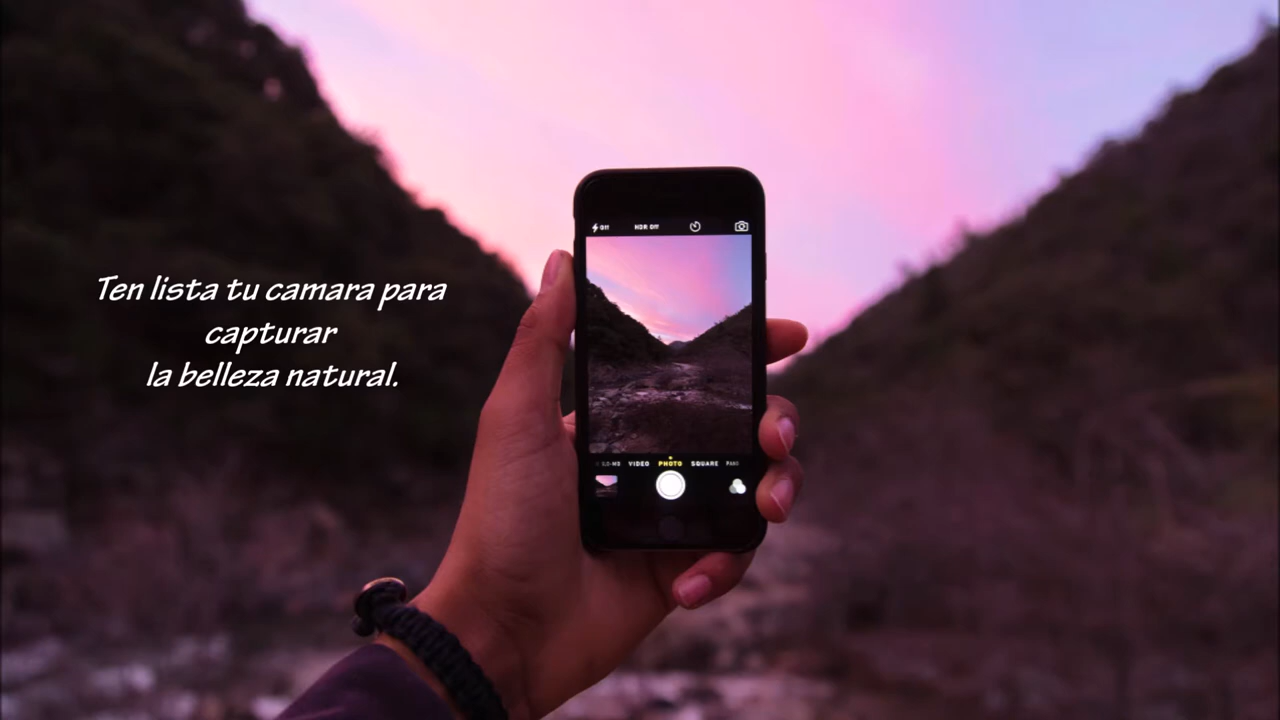 Ten lista tu camara para
capturar
la belleza natural.
HDR Off
VIDEO PHOTO SQUARE